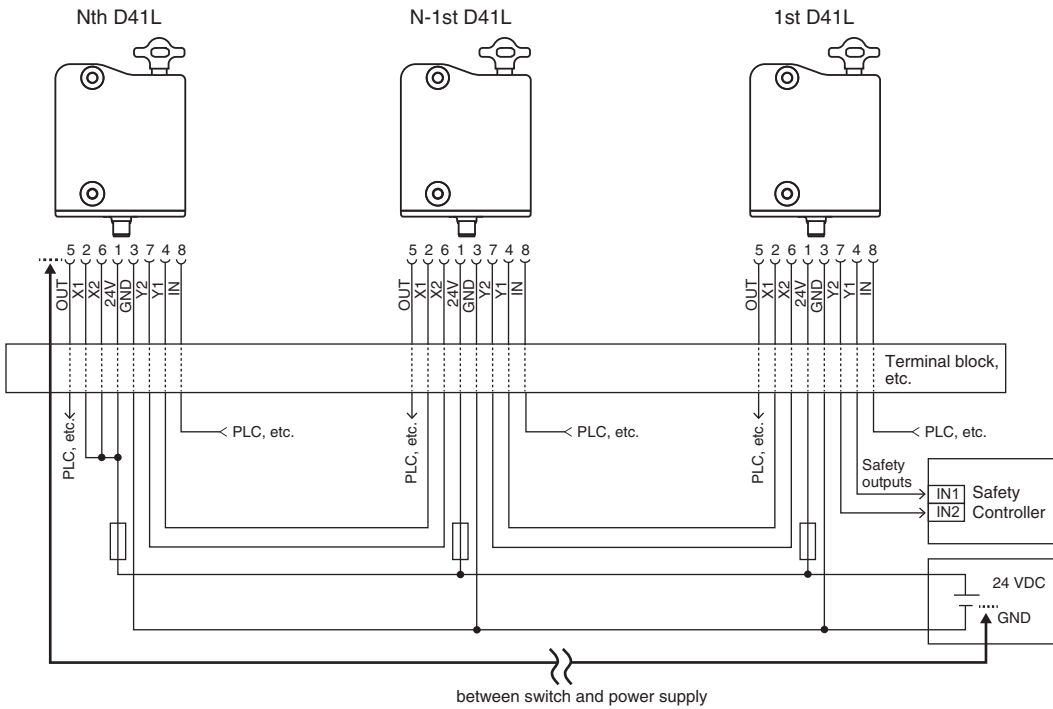 Nth D41L
N-1st D41L
1st D41L
5 2 6 1 3 7 4 8
5 2 6 1 3 7 4 8
5 2 6 1 3 7 4 8
OUT X1 X2 24V GND Y2 Y1 IN
OUT X1 X2 24V GND Y2 Y1 IN
OUT X1 X2 24V GND Y2 Y1 IN
Terminal block,
etc.
PLC, etc.
PLC, etc.
PLC, etc.
PLC, etc.
PLC, etc.
PLC, etc.
Safety
outputs
IN1 Safety
IN2 Controller
24 VDC
GND
between switch and power supply